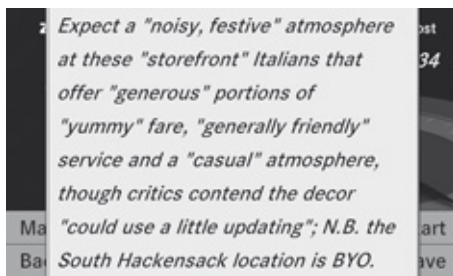 Expect a "noisy, festive" atmosphere
at these "storefront" Italians that
offer "generous" portions of
"yummy" fare, "generally friendly"
service and a "casual" atmosphere,
though critics contend the decor
"could use a little updating"; N.B. the
South Hackensack location is BYO.
34